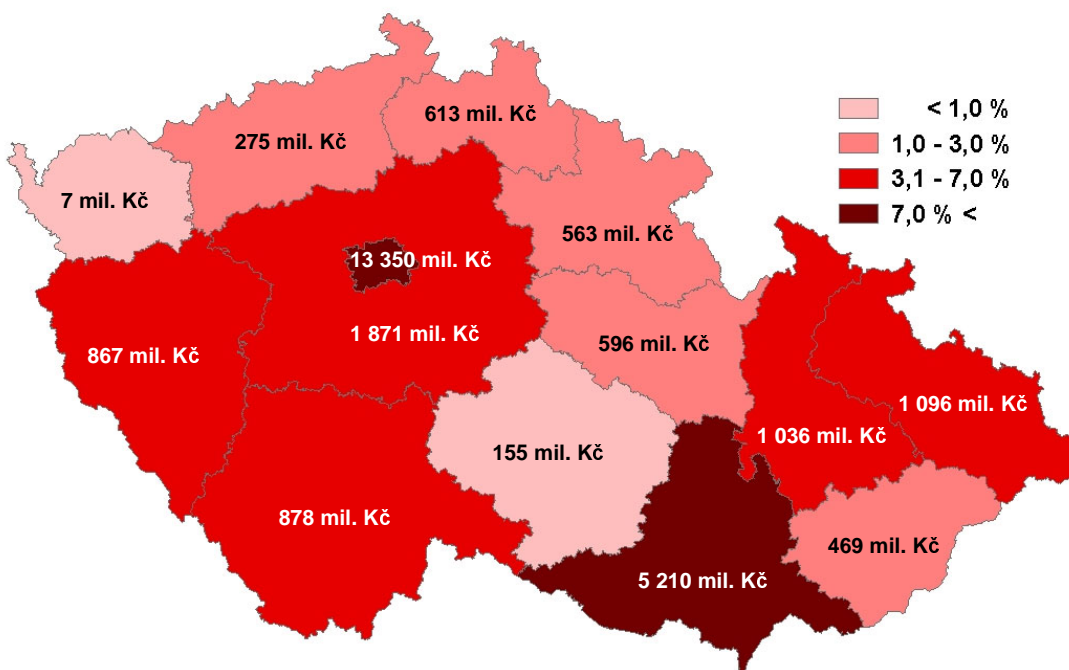 613 mil. Kč
275 mil. Kč
7 mil. Kč
563 mil. Kč
13 350 mil. Kč
1 871 mil. Kč
596 mil. Kč
867 mil. Kč
1 096 mil. Kč
1 036 mil. Kč
155 mil. Kč
878 mil. Kč
469 mil. Kč
5 210 mil. Kč
< 1,0 %
1,0 - 3,0 %
3,1 - 7,0 %
7,0 % <